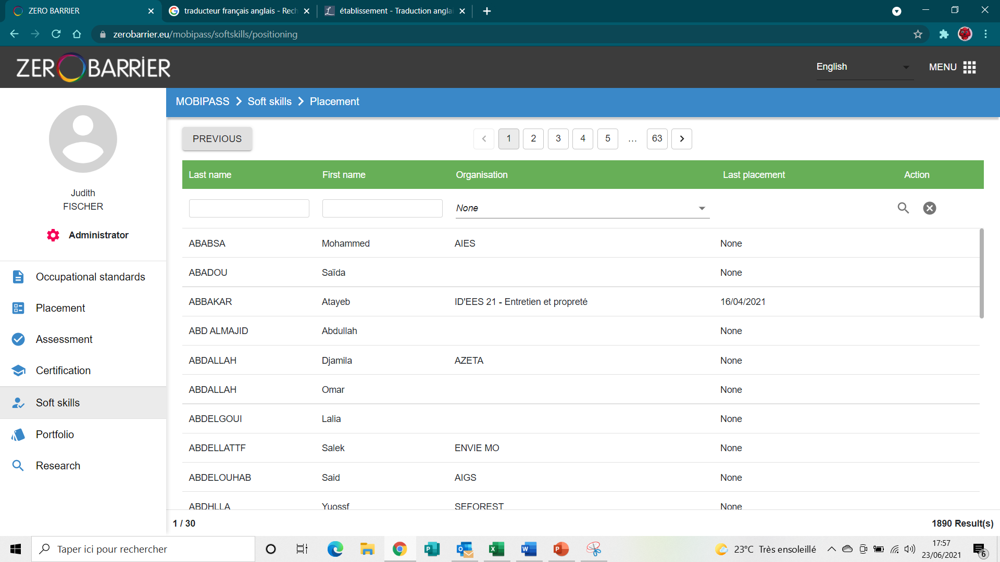 ZERO BARRIER
traducteur français anglais - Rech
établissement - Traduction angla
zerobarrier.eu/mobipass/softskills/positioning
ZEROBARRIER
English
MENU
MOBIPASS Soft skills Placement
Judith
FISCHER
Administrator
Occupational standards
Placement
Assessment
Certification
Soft skills
Portfolio
Research
PREVIOUS
1 2 3 4 5 ... 63
Last name First name Organisation Last placement Action
None
ABABSA Mohammed AIES None
ABADOU Saïda None
ABBAKAR Atayeb ID'EES 21 - Entretien et propreté 16/04/2021
ABD ALMAJID Abdullah None
ABDALLAH Djamila AZETA None
ABDALLAH Omar None
ABDELGOUI Lalia None
ABDELLATTF Salek ENVIE MO None
ABDELOUHAB Said AIGS None
ABDHLLA Yuossf SEFOREST None
1 / 30
1890 Result(s)
Taper ici pour rechercher
23°C Très ensoleillé
17:57
23/06/2021
6